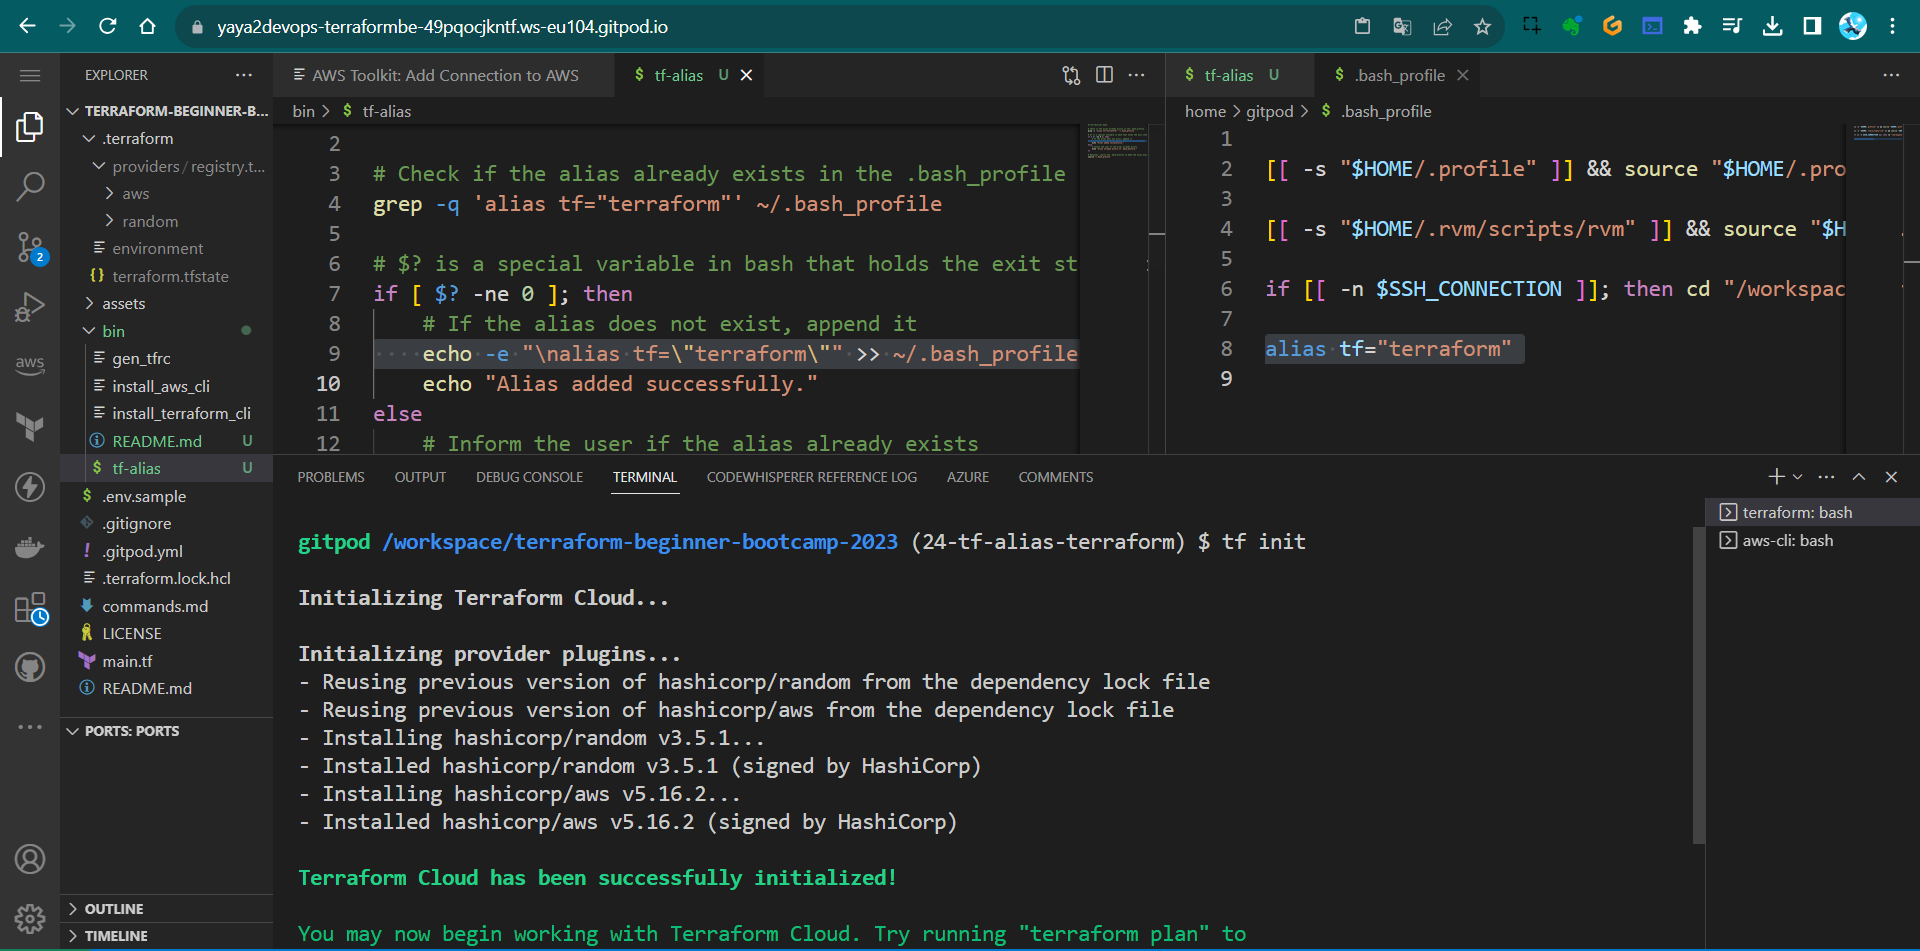 yaya2devops-terraformbe-49pqocjkntf.ws-eu104.gitpod.io
EXPLORER
TERRAFORM-BEGINNER-B...
.terraform
providers/registry.t...
aws
random
environment
terraform.tfstate
assets
bin
gen_tfrc
install_aws_cli
install_terraform_cli
README.md U
tf-alias U
.env.sample
.gitignore
.gitpod.yml
.terraform.lock.hcl
commands.md
LICENSE
main.tf
README.md
PORTS: PORTS
OUTLINE
TIMELINE
aws
2
AWS Toolkit: Add Connection to AWS
tf-alias U
bin > tf-alias
2
3 # Check if the alias already exists in the .bash_profile
4 grep -q 'alias tf="terraform"' ~/.bash_profile
5
6 # $? is a special variable in bash that holds the exit st
7 if [ $? -ne 0 ]; then
8 # If the alias does not exist, append it
9 echo -e "\nalias tf=\"terraform\"" >> ~/.bash_profile
10 echo "Alias added successfully."
11 else
12 # Inform the user if the alias already exists
tf-alias U
.bash_profile
home > gitpod > .bash_profile
1
2 [[ -s "$HOME/.profile" ]] && source "$HOME/.pro
3
4 [[ -s "$HOME/.rvm/scripts/rvm" ]] && source "$H
5
6 if [[ -n $SSH_CONNECTION ]]; then cd "/workspac
7
8 alias tf="terraform"
9
PROBLEMS OUTPUT DEBUG CONSOLE TERMINAL CODEWHISPERER REFERENCE LOG AZURE COMMENTS
gitpod /workspace/terraform-beginner-bootcamp-2023 (24-tf-alias-terraform) $ tf init
Initializing Terraform Cloud...
Initializing provider plugins...
- Reusing previous version of hashicorp/random from the dependency lock file
- Reusing previous version of hashicorp/aws from the dependency lock file
- Installing hashicorp/random v3.5.1...
- Installed hashicorp/random v3.5.1 (signed by HashiCorp)
- Installing hashicorp/aws v5.16.2...
- Installed hashicorp/aws v5.16.2 (signed by HashiCorp)
Terraform Cloud has been successfully initialized!
You may now begin working with Terraform Cloud. Try running "terraform plan" to
terraform: bash
aws-cli: bash